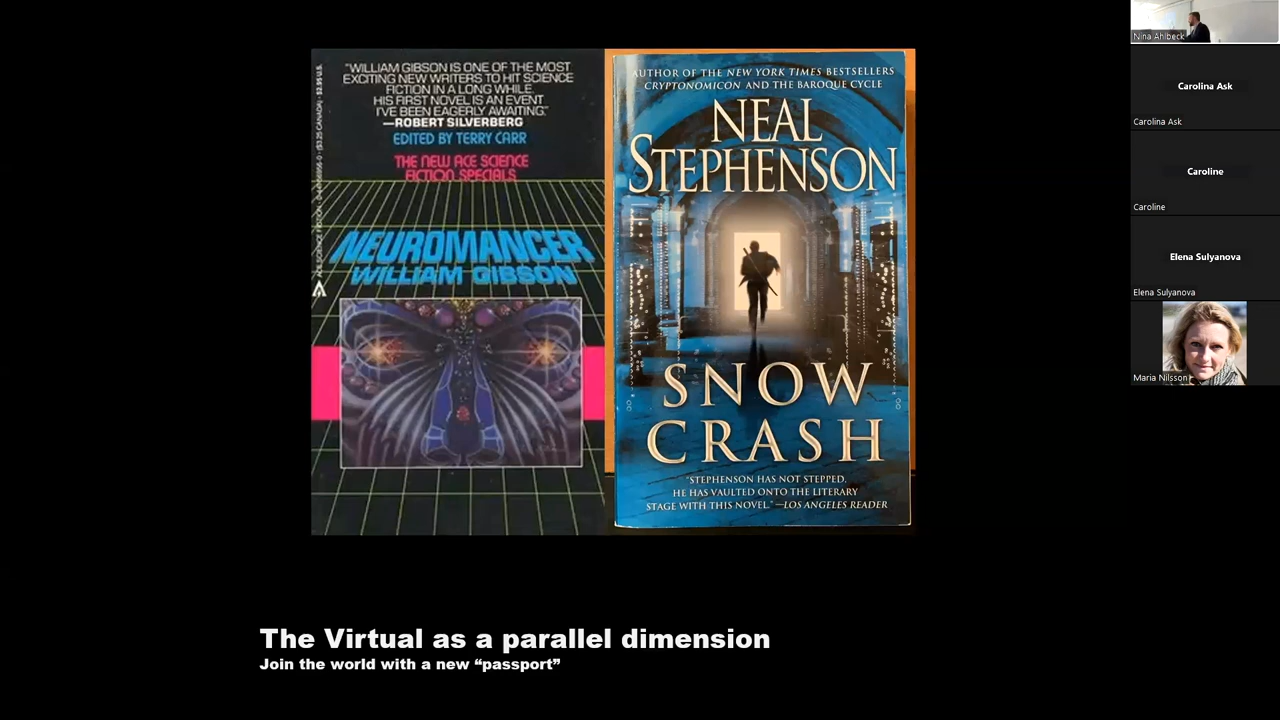 "WILLIAM GIBSON IS ONE OF THE MOST
EXCITING NEW WRITERS TO HIT SCIENCE
FICTION IN A LONG WHILE.
HIS FIRST NOVEL IS AN EVENT
I'VE BEEN EAGERLY AWAITING."
—ROBERT SILVERBERG
EDITED BY TERRY CARR
THE NEW ACE SCIENCE
FICTION SPECIALS
NEUROMANCER
WILLIAM GIBSON
AUTHOR OF THE NEW YORK TIMES BESTSELLERS
CRYPTONOMICON AND THE BAROQUE CYCLE
NEAL
STEPHENSON
SNOW
CRASH
"STEPHENSON HAS NOT STEPPED,
HE HAS VAULTED ONTO THE LITERARY
STAGE WITH THIS NOVEL." —LOS ANGELES READER
The Virtual as a parallel dimension
Join the world with a new “passport”
Nina Ahlbeck
Carolina Ask
Carolina Ask
Caroline
Caroline
Elena Sulyanova
Elena Sulyanova
Maria Nilsson